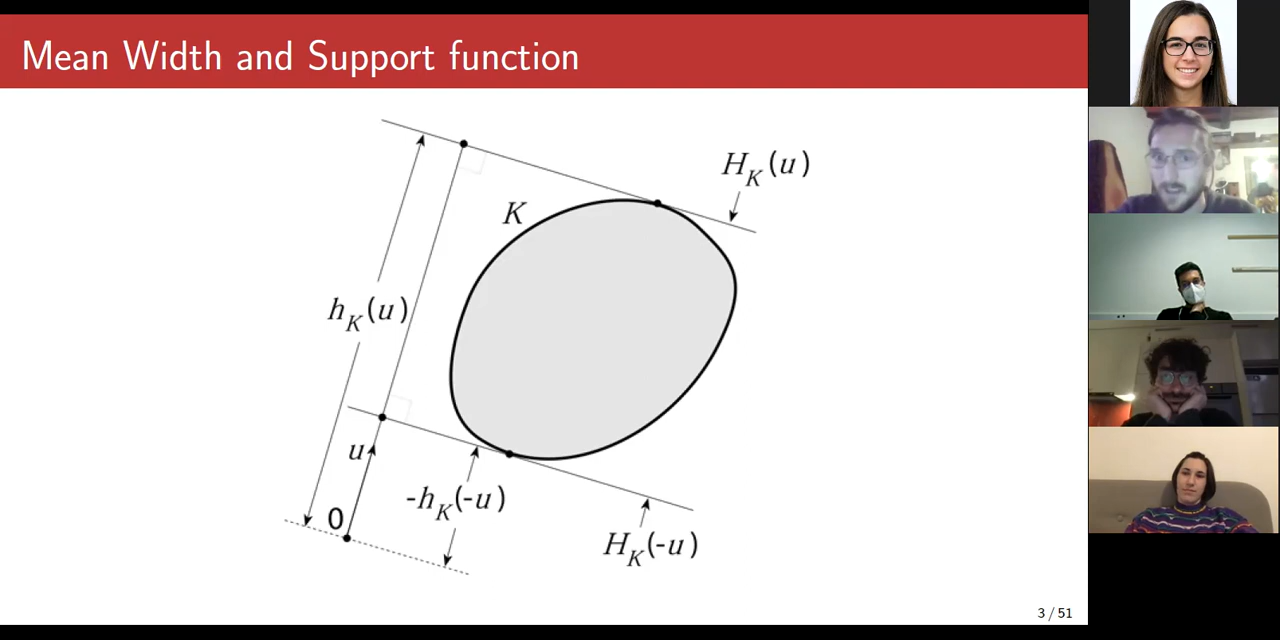 Mean Width and Support function
H_K(u)
K
h_K(u)
u
-h_K(-u)
0
H_K(-u)
3 / 51